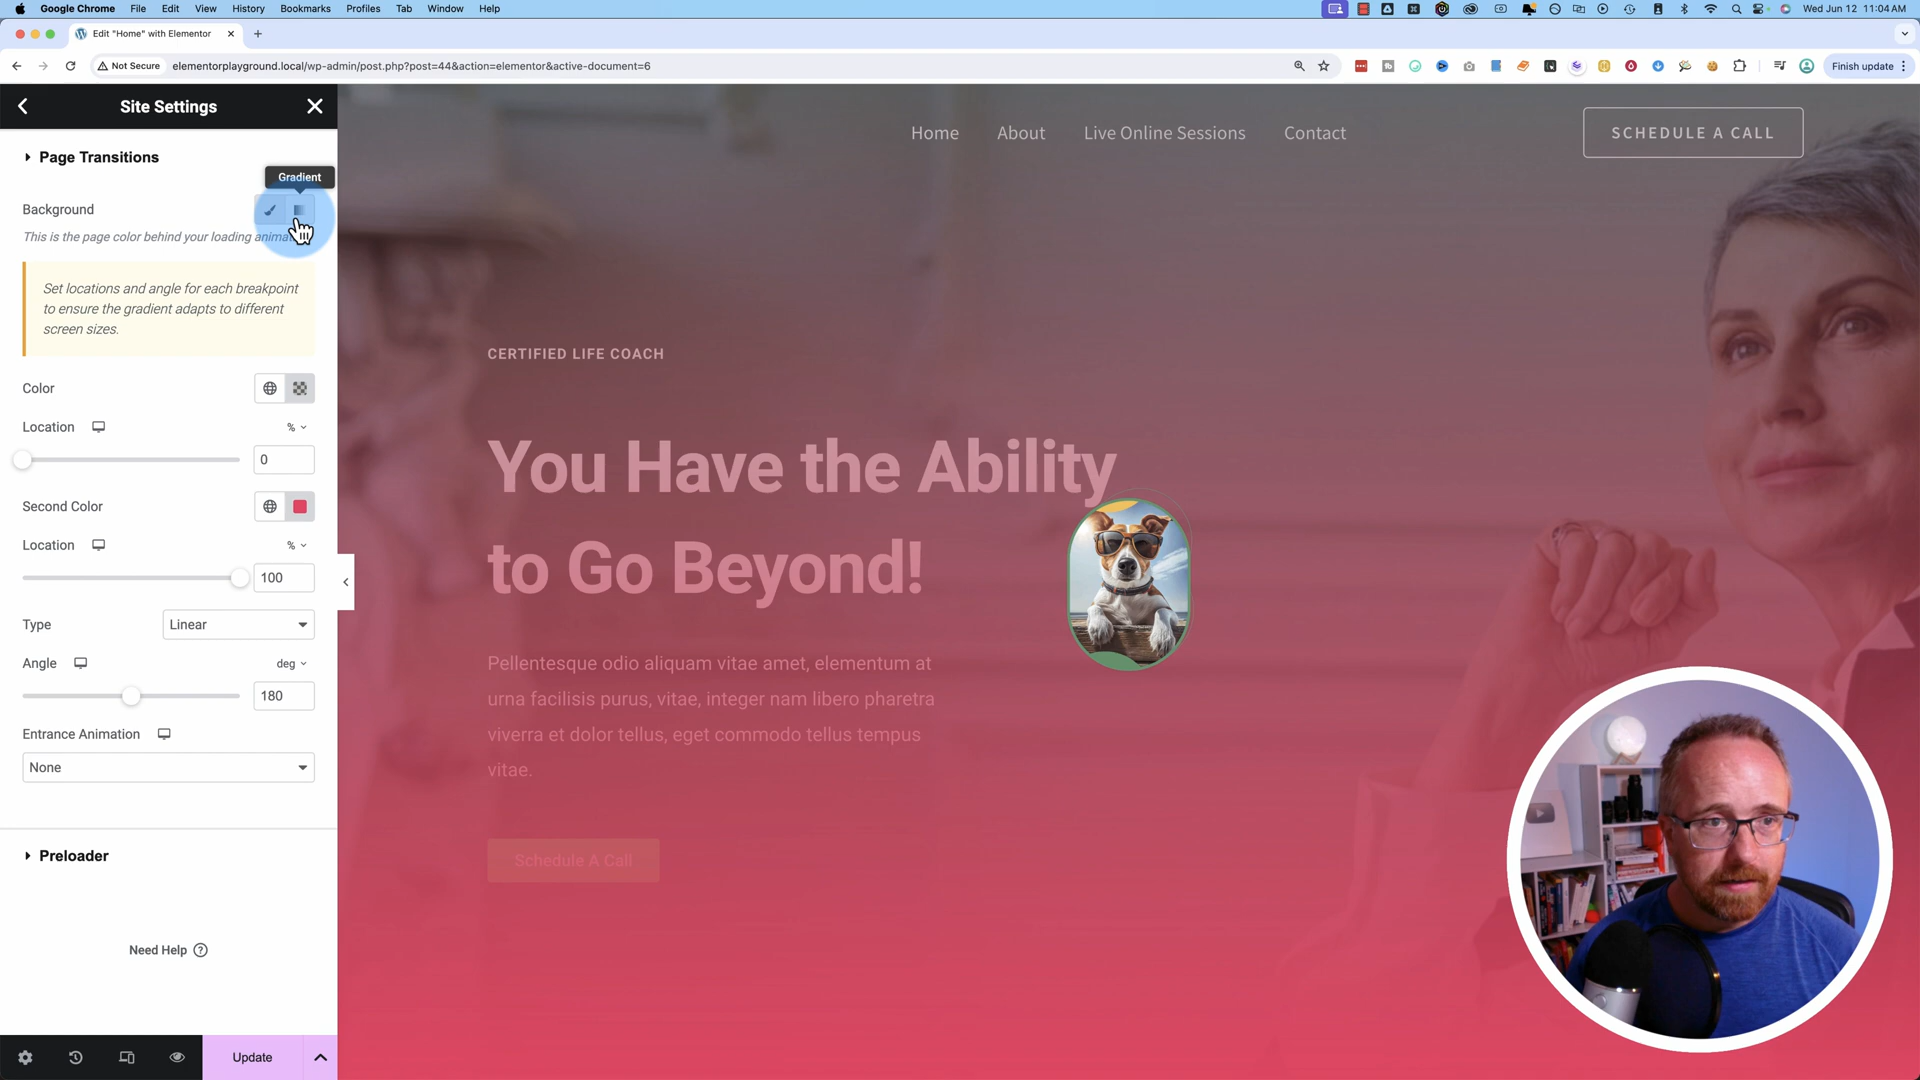 Google Chrome File Edit View History Bookmarks Profiles Tab Window Help Wed Jun 12 11:04 AM
Edit "Home" with Elementor
Not Secure elementorplayground.local/wp-admin/post.php?post=44&action=elementor&active-document=6 Finish update
Site Settings
Home About Live Online Sessions Contact SCHEDULE A CALL
Page Transitions
Gradient
Background
This is the page color behind your loading
Set locations and angle for each breakpoint
to ensure the gradient adapts to different
screen sizes.
Color
Location %
0
Second Color
Location %
100
Type Linear
Angle deg
180
Entrance Animation
None
Preloader
Need Help
Update
CERTIFIED LIFE COACH
You Have the Ability
to Go Beyond!
Pellentesque odio aliquam vitae amet, elementum at
urna facilisis purus, vitae, integer nam libero pharetra
viverra et dolor tellus, eget commodo tellus tempus
vitae.
Schedule A Call